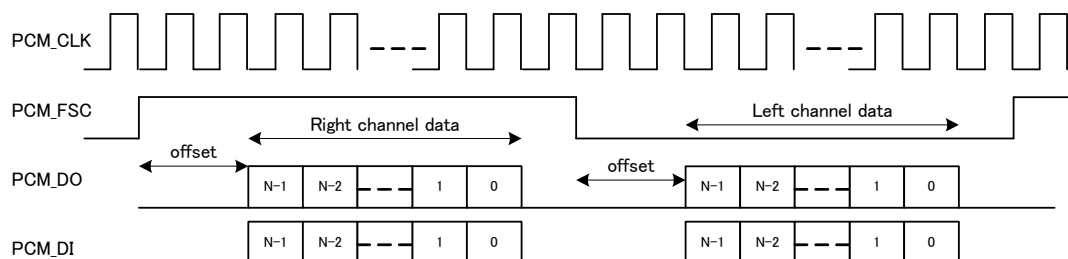 PCM_CLK
PCM_FSC
Right channel data
Left channel data
offset
offset
PCM_DO
N-1 N-2 1 0 N-1 N-2 1 0
PCM_DI
N-1 N-2 1 0 N-1 N-2 1 0